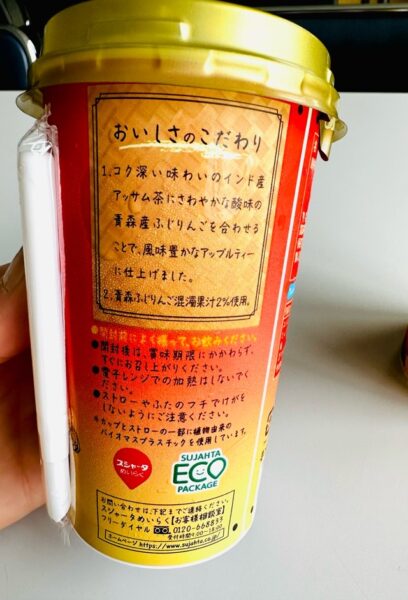 おいしさのこだわり
1.コク深い味わいのインド産
アッサム茶にさわやかな酸味の
青森産ふじりんごを合わせる
ことで、風味豊かなアップルティー
に仕上げました。
2.青森ふじりんご混濁果汁2%使用。
●開封前によく振って、お飲みください。
●開封後は、賞味期限にかかわらず、
すぐにお召し上がりください。
●電子レンジでの加熱はしないでく
ださい。
●ストローやふたのフチでけがを
しないようにご注意ください。
*カップとストローの一部に植物由来の
バイオマスプラスチックを使用しています。
スジャータ
めいらく
SUJAHTA
ECO
PACKAGE
お問い合わせは、下記までご連絡ください。
スジャータめいらく【お客様相談室】
フリーダイヤル 0120-668833
受付時間9:00~18:00
ホームページ https://www.sujahta.co.jp/